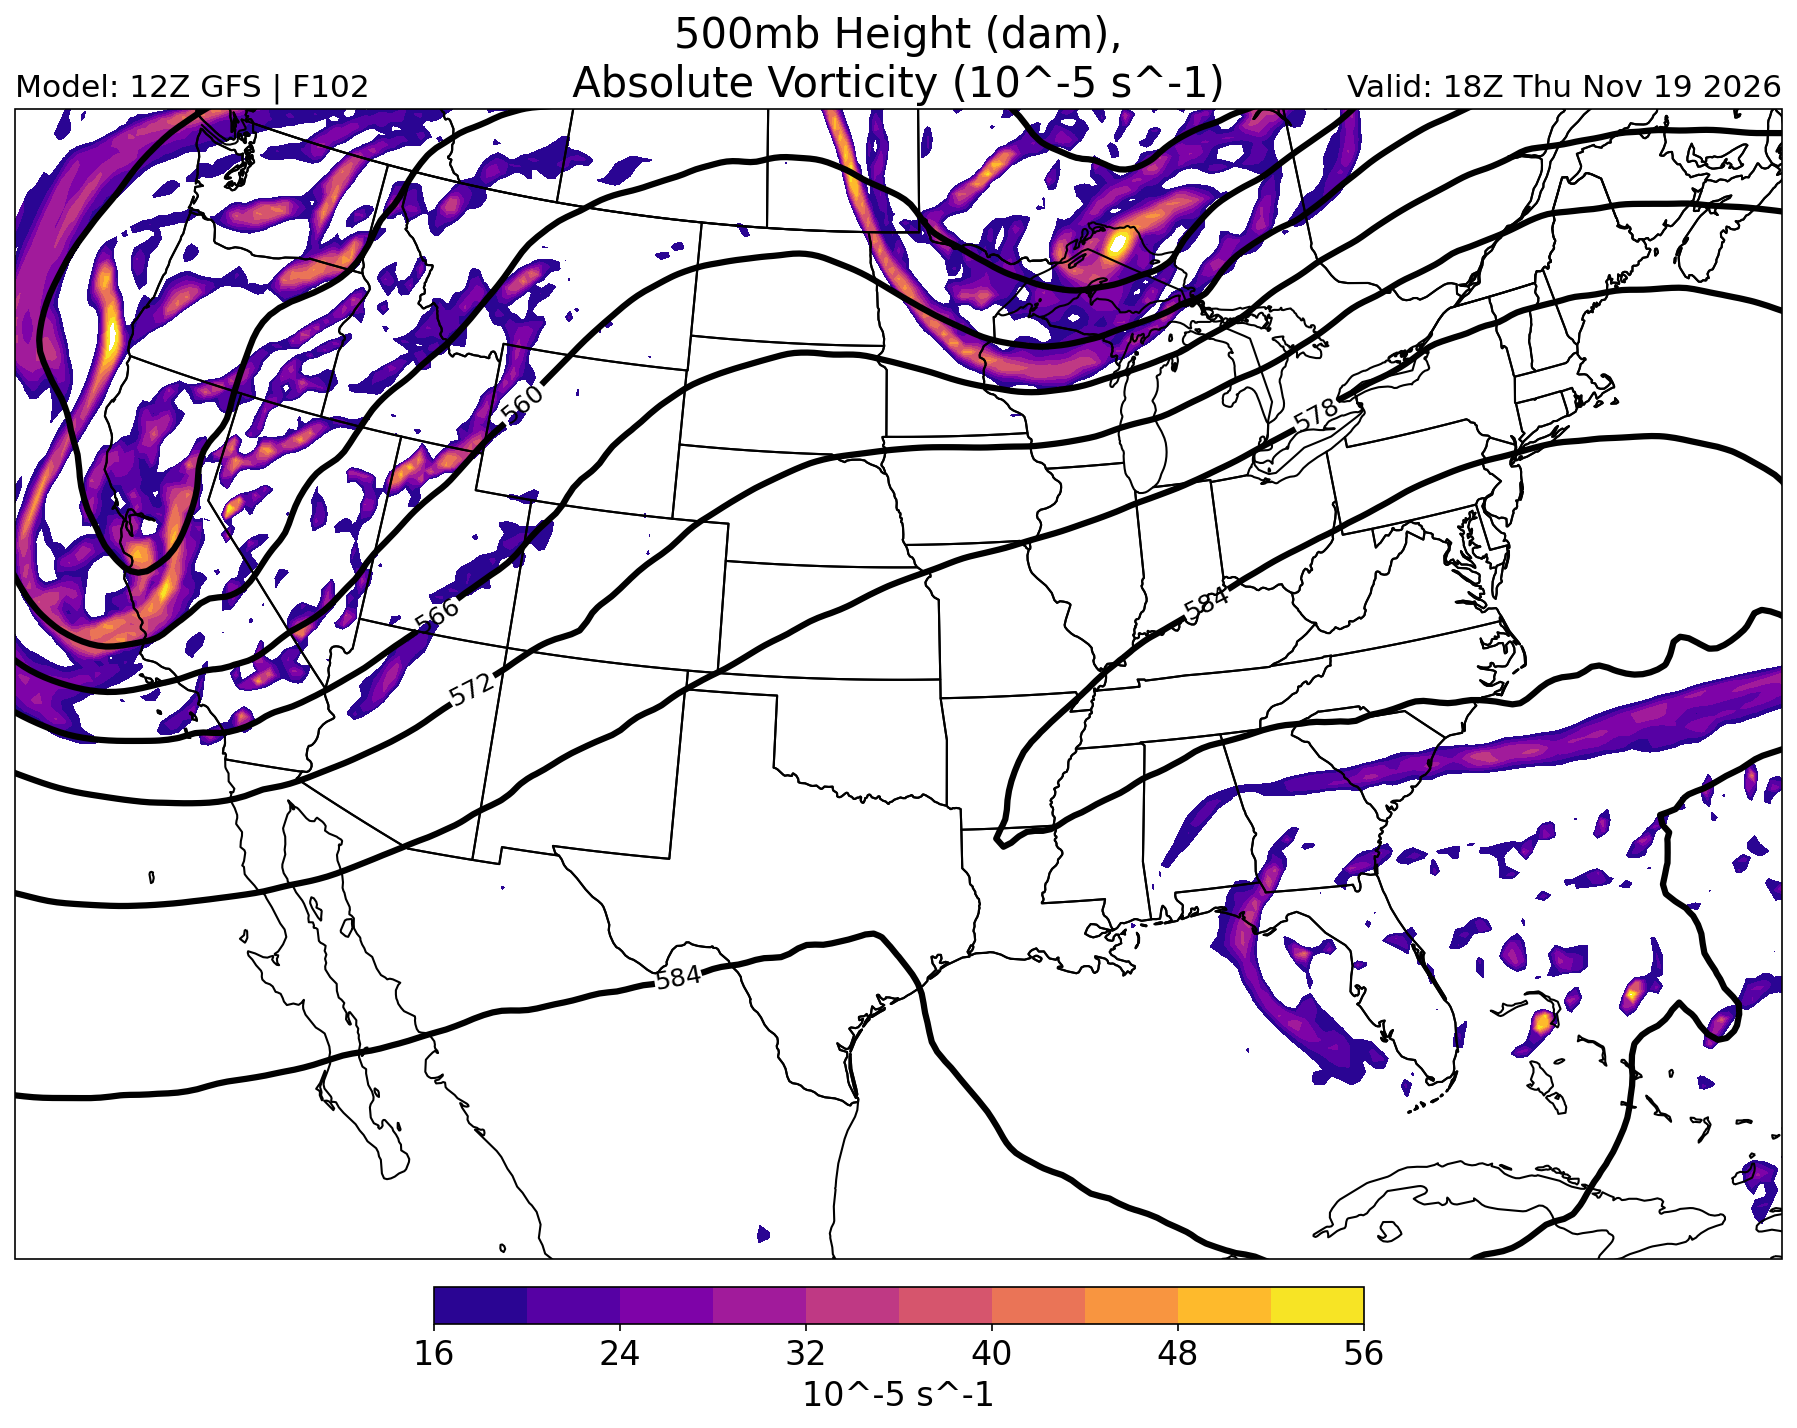 500mb Height (dam),
Absolute Vorticity (10^-5 s^-1)
Model: 12Z GFS | F102
Valid: 18Z Thu Nov 19 2026
560
578
584
566
572
584
16 24 32 40 48 56
10^-5 s^-1